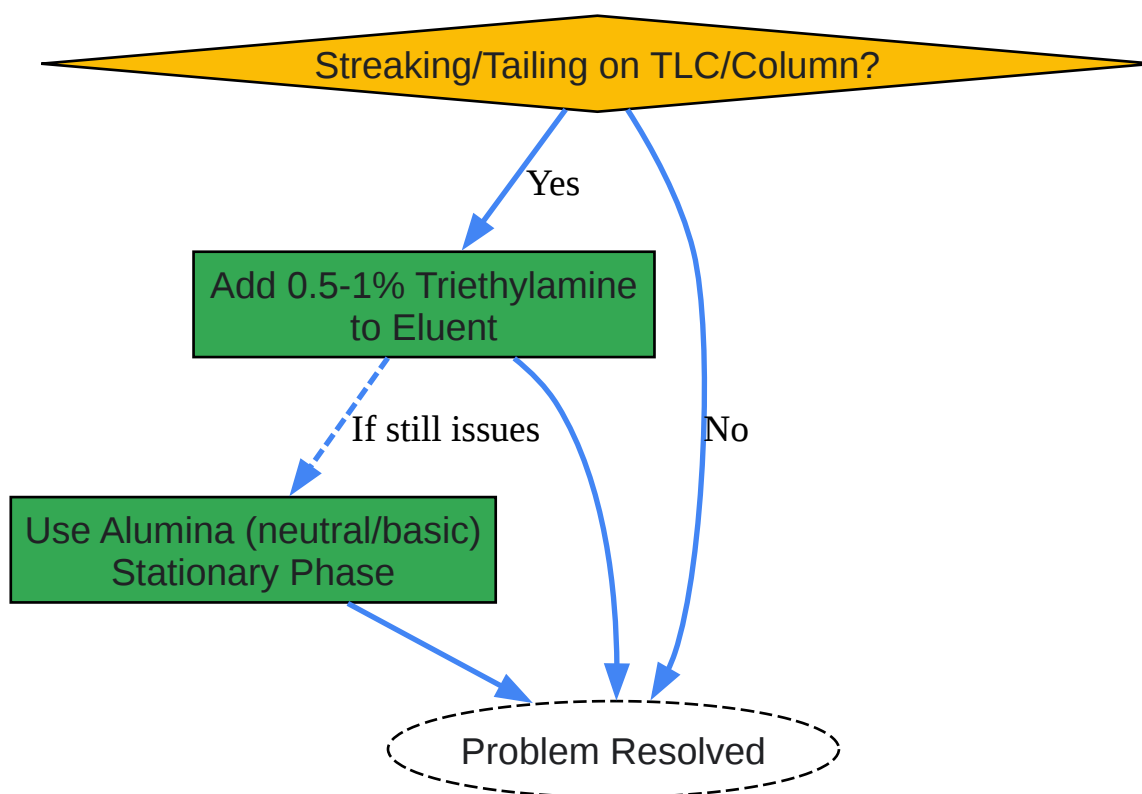 Streaking/Tailing on TLC/Column?
Yes
Add 0.5-1% Triethylamine
to Eluent
If still issues
No
Use Alumina (neutral/basic)
Stationary Phase
Problem Resolved